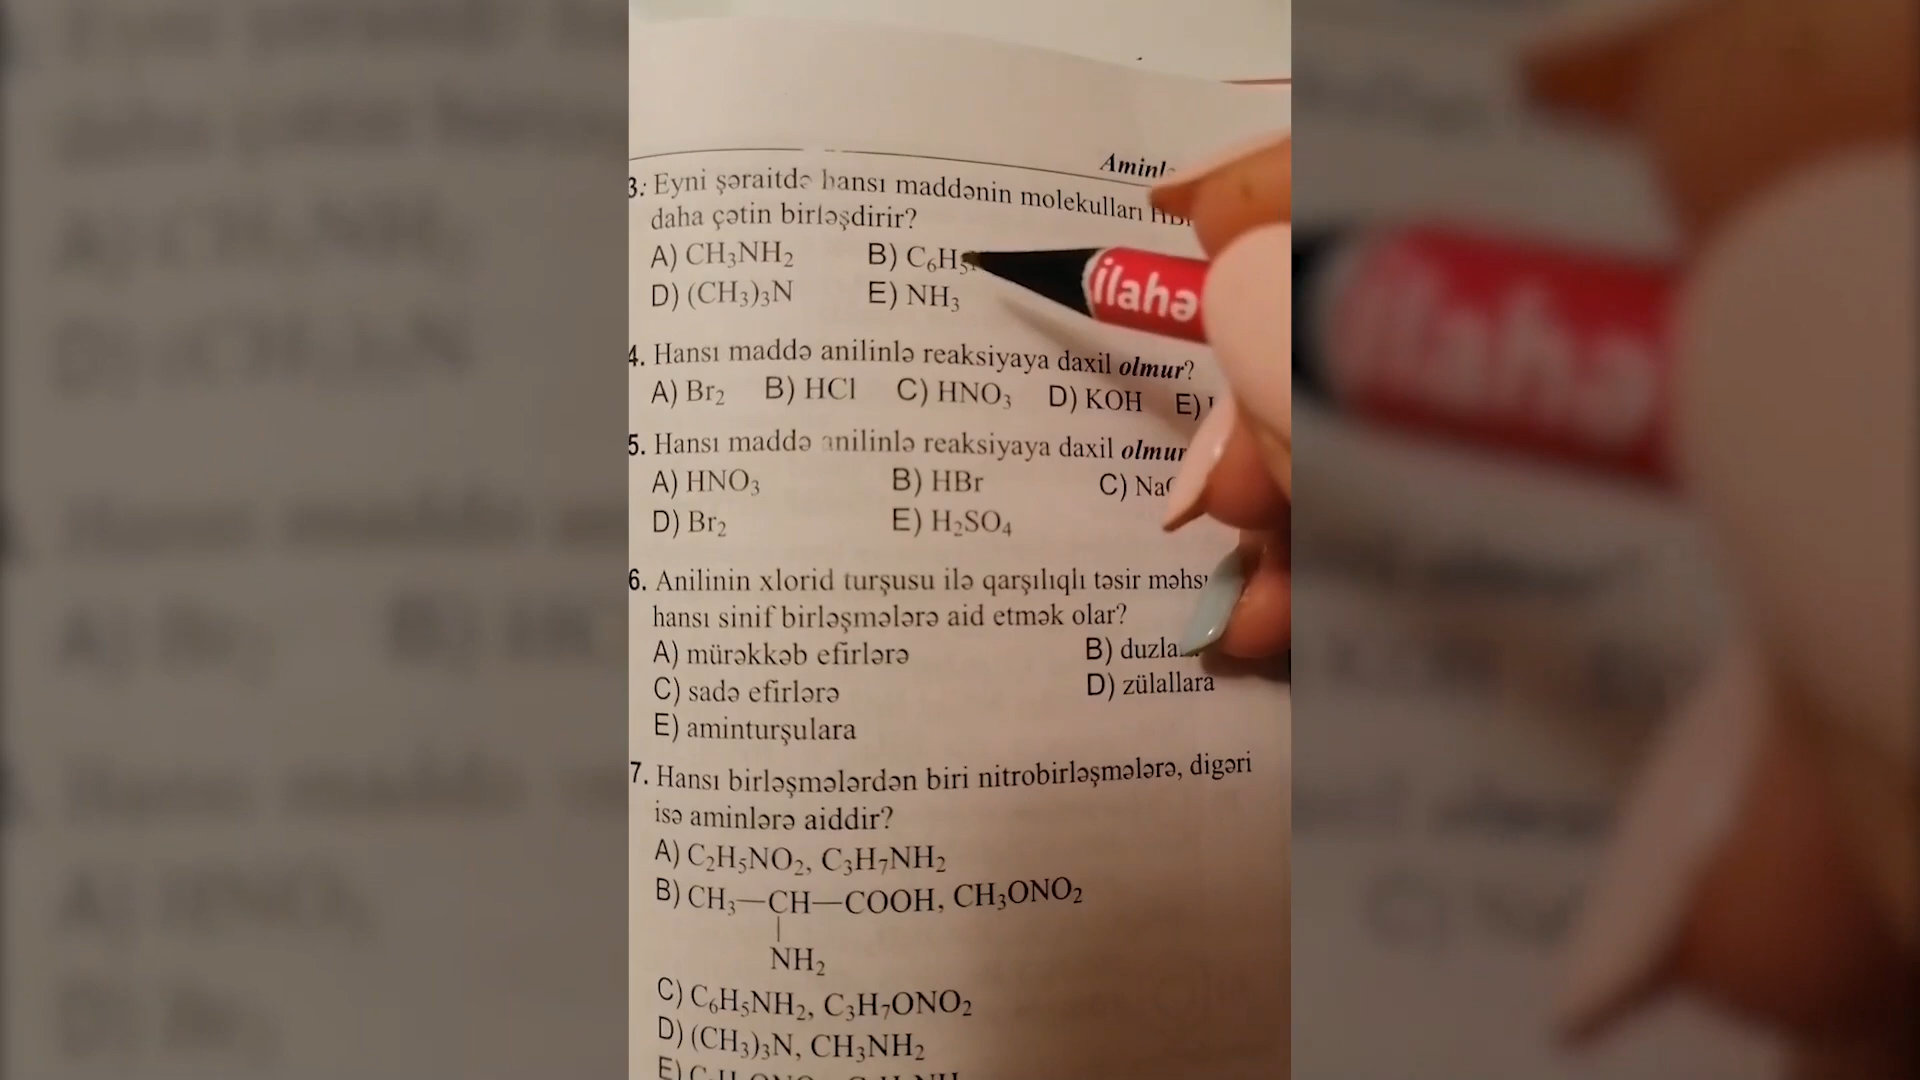 3. Eyni şəraitdə hansı maddənin molekulları
daha çətin birləşdirir?
A) CH₃NH₂ B) C₆H₅
D) (CH₃)₃N E) NH₃
ilahə
4. Hansı maddə anilinlə reaksiyaya daxil olmur?
A) Br₂ B) HCl C) HNO₃ D) KOH E)
5. Hansı maddə anilinlə reaksiyaya daxil olmur
A) HNO₃ B) HBr C)
D) Br₂ E) H₂SO₄
6. Anilinin xlorid turşusu ilə qarşılıqlı təsir
hansı sinif birləşmələrə aid etmək olar?
A) mürəkkəb efirlərə B)
C) sadə efirlərə D) zülallara
E) aminturşulara
7. Hansı birləşmələrdən biri nitrobirləşmələrə, digəri
isə aminlərə aiddir?
A) C₂H₅NO₂, C₃H₇NH₂
B) CH₃—CH—COOH, CH₃ONO₂
|
NH₂
C) C₆H₅NH₂, C₃H₇ONO₂
D) (CH₃)₃N, CH₃NH₂
E)